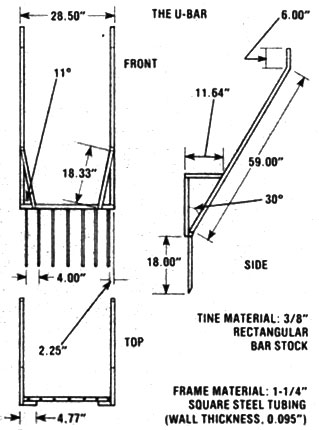 28.50"
THE U-BAR
6.00"
FRONT
11°
11.64"
18.33"
59.00"
30°
18.00"
4.00"
SIDE
2.25"
TOP
TINE MATERIAL: 3/8"
RECTANGULAR
BAR STOCK
FRAME MATERIAL: 1-1/4"
SQUARE STEEL TUBING
(WALL THICKNESS, 0.095")
4.77"